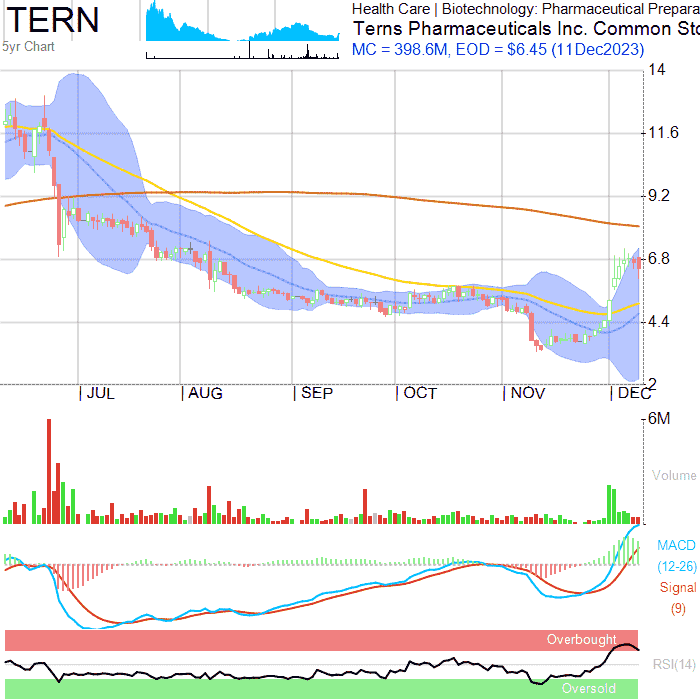 TERN
5yr Chart
Health Care | Biotechnology: Pharmaceutical Prepara
Terns Pharmaceuticals Inc. Common Sto
MC = 398.6M, EOD = $6.45 (11Dec2023)
14
11.6
9.2
6.8
4.4
2
JUL AUG SEP OCT NOV DEC
6M
Volume
MACD
(12-26)
Signal
(9)
Overbought
RSI(14)
Oversold